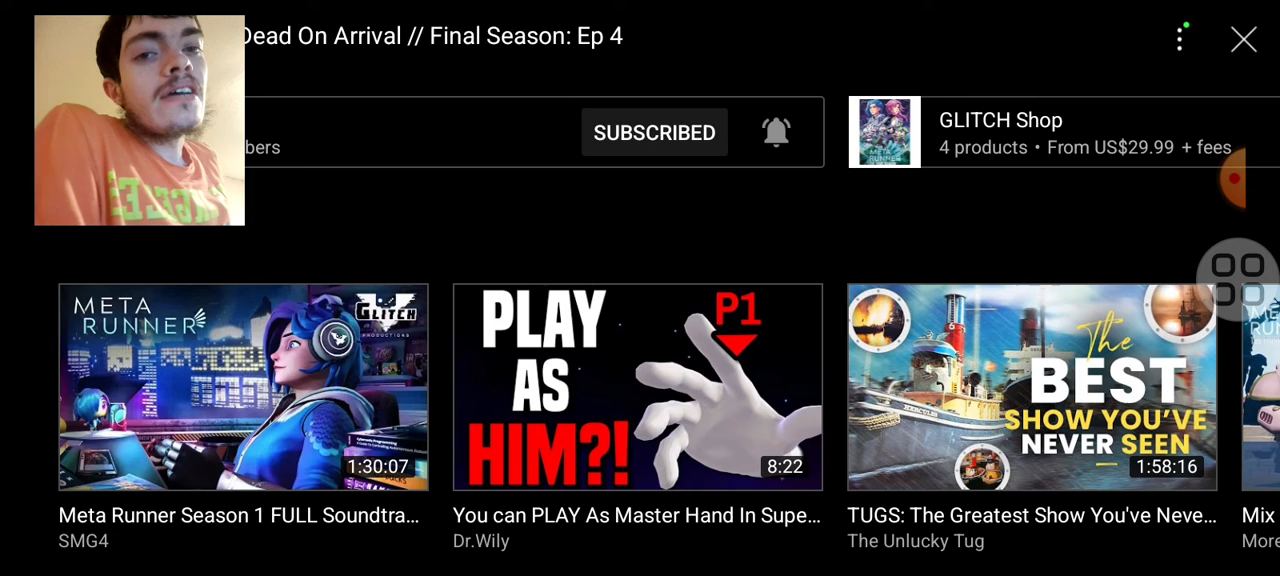 Dead On Arrival // Final Season: Ep 4
bers
SUBSCRIBED
GLITCH Shop
4 products • From US$29.99 + fees
META
RUNNER
GLITCH
PRODUCTIONS
1:30:07
PLAY
AS
HIM?!
P1
8:22
The
BEST
SHOW YOU'VE
NEVER SEEN
HERCULES
1:58:16
Meta Runner Season 1 FULL Soundtra...
SMG4
You can PLAY As Master Hand In Supe...
Dr.Wily
TUGS: The Greatest Show You've Neve...
The Unlucky Tug
Mix
More